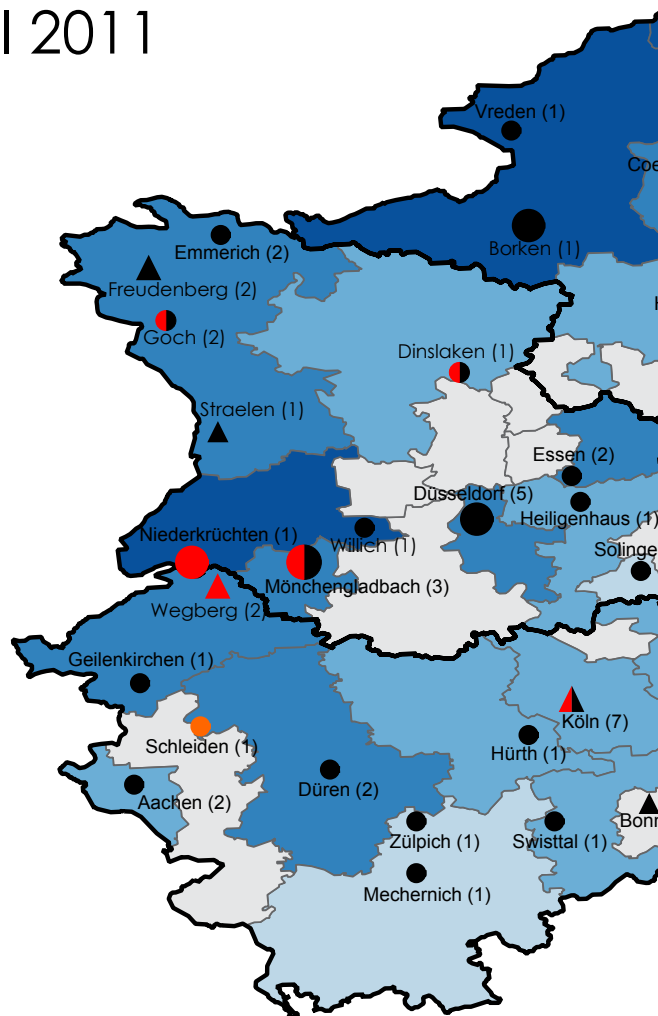 l 2011
Vreden (1)
Coe
Borken (1)
Emmerich (2)
Freudenberg (2)
Goch (2)
Dinslaken (1)
Straelen (1)
Essen (2)
Düsseldorf (5)
Heiligenhaus (1)
Niederkrüchten (1)
Willich (1)
Solinge
Mönchengladbach (3)
Wegberg (2)
Geilenkirchen (1)
Köln (7)
Schleiden (1)
Hürth (1)
Aachen (2)
Düren (2)
Zülpich (1)
Swisttal (1)
Bonn
Mechernich (1)